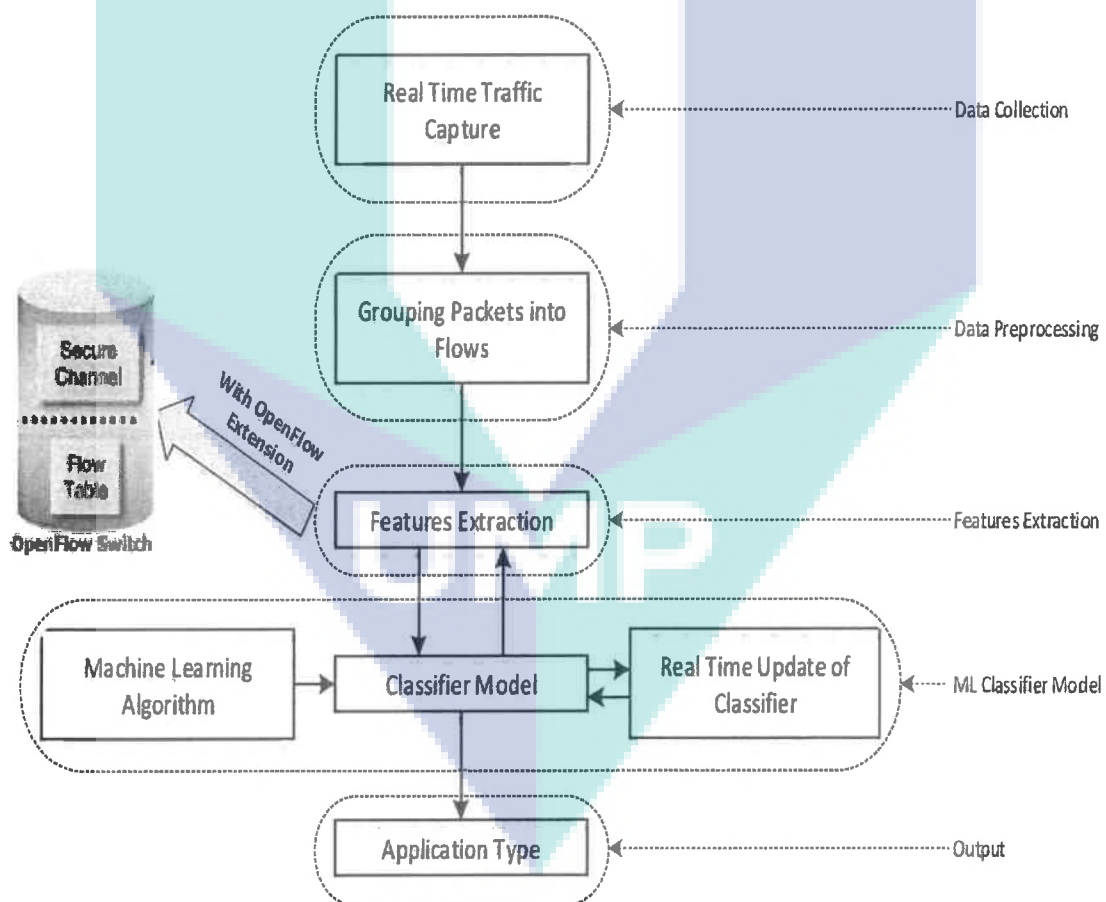 Real Time Traffic
Capture
Data Collection
Grouping Packets into
Flows
Data Preprocessing
Secure
Channel
Flow
Table
OpenFlow Switch
With OpenFlow
Extension
Features Extraction
Features Extraction
UMP
Machine Learning
Algorithm
Classifier Model
Real Time Update of
Classifier
ML Classifier Model
Application Type
Output